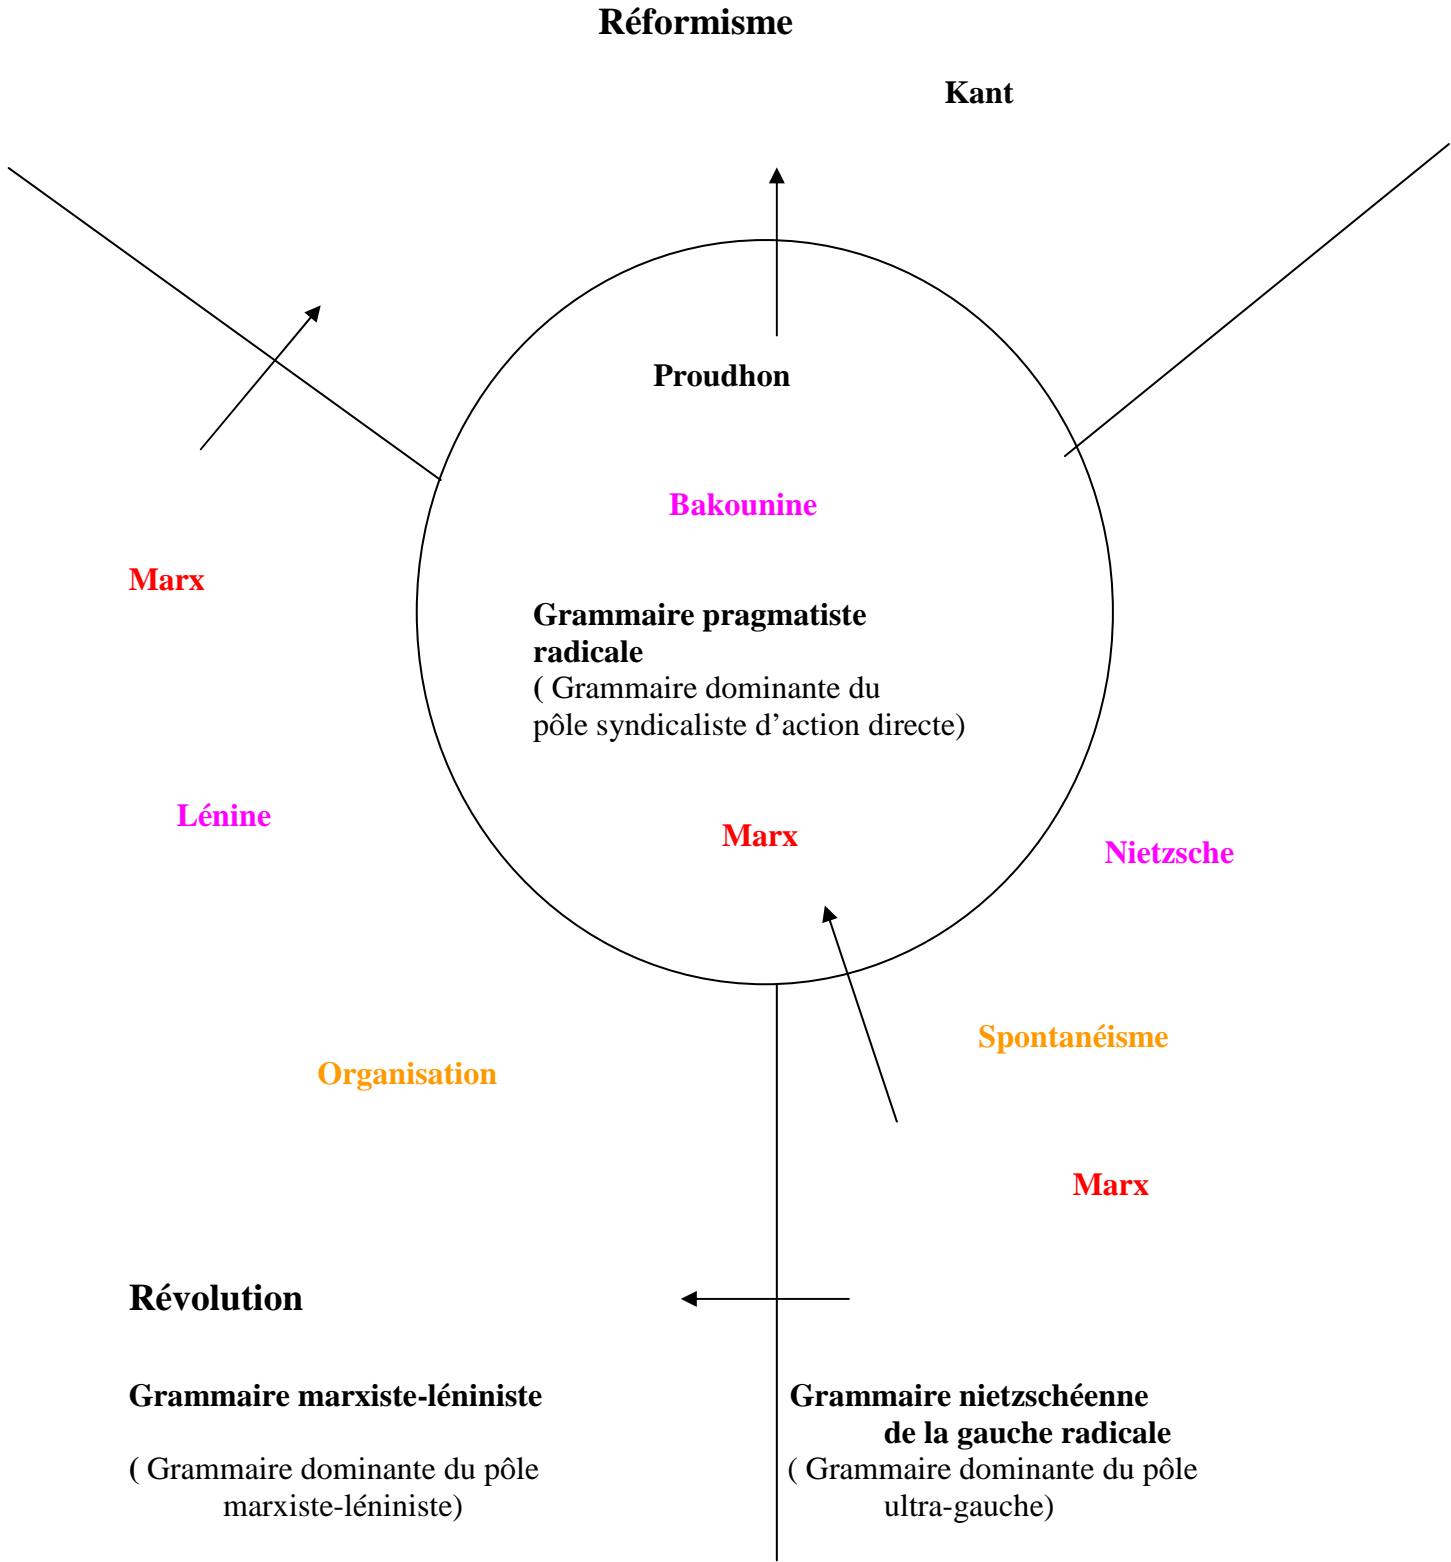 Réformisme
Kant
Proudhon
Bakounine
Marx
Grammaire pragmatiste
radicale
( Grammaire dominante du
pôle syndicaliste d’action directe)
Lénine
Marx
Nietzsche
Spontanéisme
Organisation
Marx
Révolution
Grammaire marxiste-léniniste
( Grammaire dominante du pôle
marxiste-léniniste)
Grammaire nietzschéenne
de la gauche radicale
( Grammaire dominante du pôle
ultra-gauche)